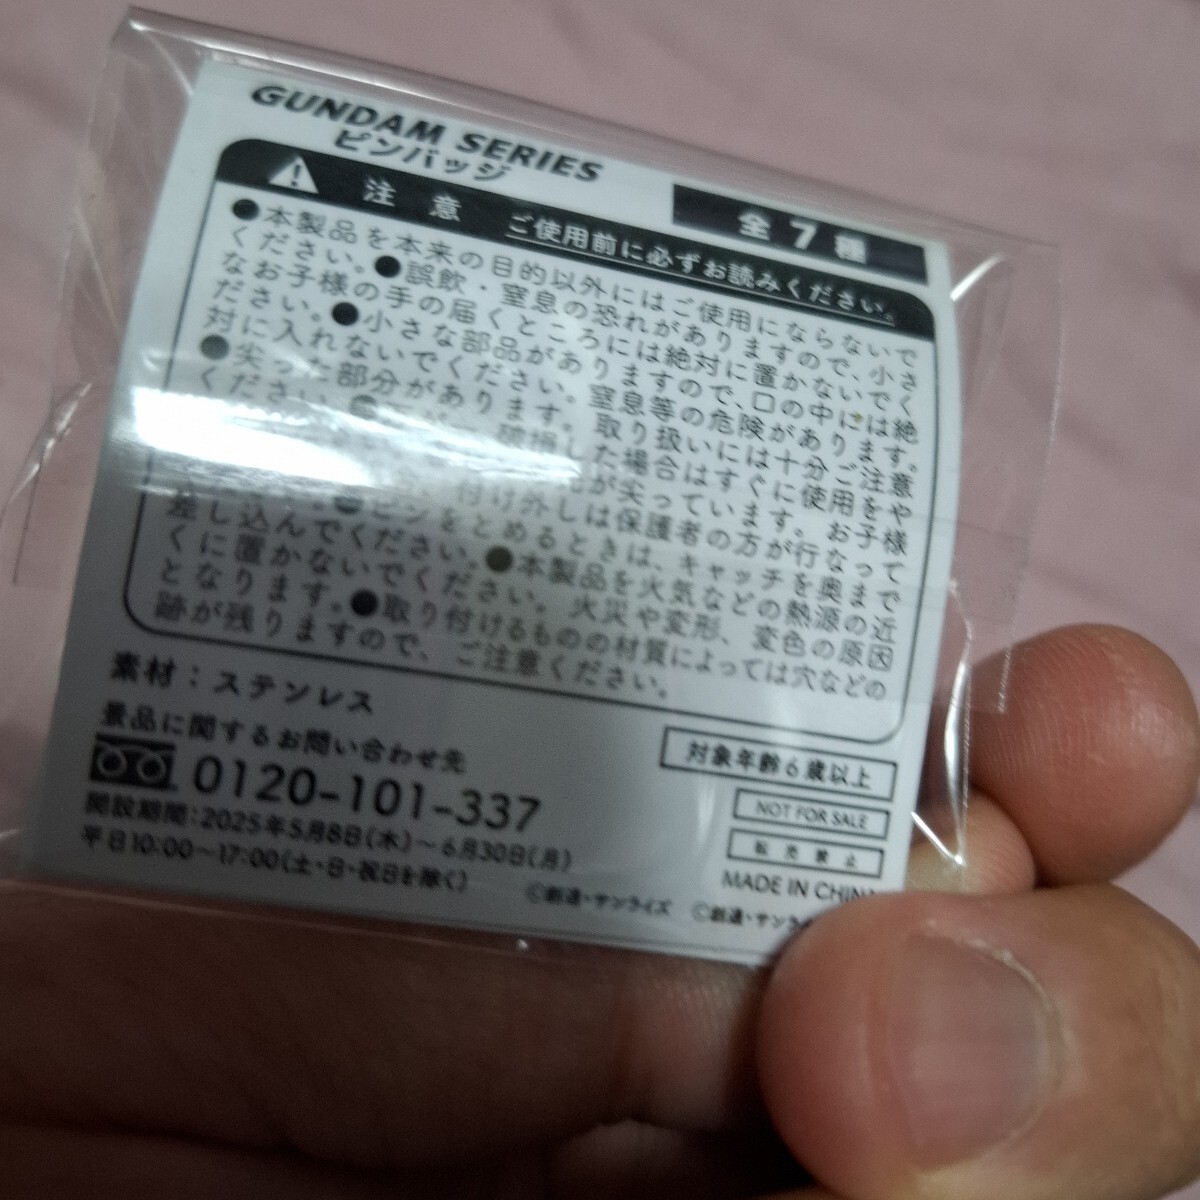 GUNDAM SERIES
ピンバッジ
全7種
注意 ご使用前に必ずお読みください。
●本製品を本来の目的以外にはご使用にならないで
ください。●誤飲・窒息の恐れがありますので、小さ
なお子様の手の届くところには絶対に置かないでく
ださい。●小さな部品がありますので、口の中には絶
対に入れないでください。窒息等の危険があります。
●尖った部分があります。取り扱いには十分ご注意
ください。● 破損した場合はすぐに使用をや
が尖っています。お子様
付け外しは保護者の方が行なって
●ピンをとめるときは、キャッチを奥まで
差し込んでください。●本製品を火気などの熱源の近
くに置かないでください。火災や変形、変色の原因
となります。●取り付けるものの材質によっては穴などの
跡が残りますので、ご注意ください。
素材：ステンレス
景品に関するお問い合わせ先
0120-101-337
開設期間：2025年5月8日(木)～6月30日(月)
平日10:00～17:00(土・日・祝日を除く)
対象年齢6歳以上
NOT FOR SALE
転売禁止
MADE IN CHINA
©創通・サンライズ ©創通・サンラ